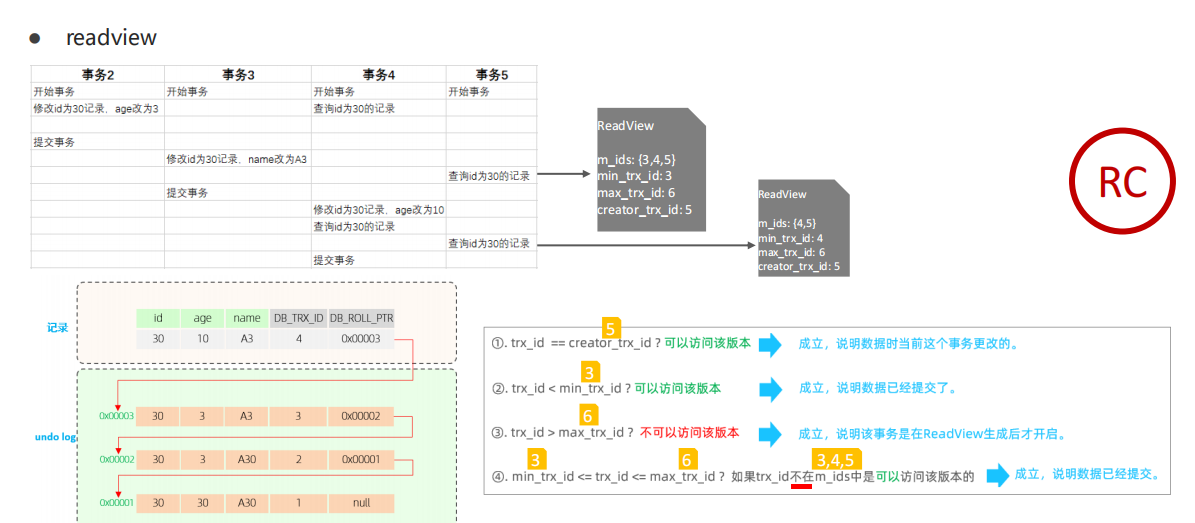 ● readview
事务2 事务3 事务4 事务5
开始事务 开始事务 开始事务 开始事务
修改id为30记录、age改为3 查询id为30的记录
提交事务
修改id为30记录、name改为A3
查询id为30的记录
提交事务
修改id为30记录、age改为10
查询id为30的记录
查询id为30的记录
提交事务
ReadView
m_ids: {3,4,5}
min_trx_id: 3
max_trx_id: 6
creator_trx_id: 5
ReadView
m_ids: {4,5}
min_trx_id: 4
max_trx_id: 6
creator_trx_id: 5
RC
记录
id age name DB_TRX_ID DB_ROLL_PTR
30 10 A3 4 0x00003
undo log
0x00003 30 3 A3 3 0x00002
0x00002 30 3 A30 2 0x00001
0x00001 30 30 A30 1 null
5
①. trx_id == creator_trx_id ? 可以访问该版本 成立，说明数据时当前这个事务更改的。
3
②. trx_id < min_trx_id ? 可以访问该版本 成立，说明数据已经提交了。
6
③. trx_id > max_trx_id ? 不可以访问该版本 成立，说明该事务是在ReadView生成后才开启。
3 6 3,4,5
④. min_trx_id <= trx_id <= max_trx_id ? 如果trx_id不在m_ids中是可以访问该版本的 成立，说明数据已经提交。